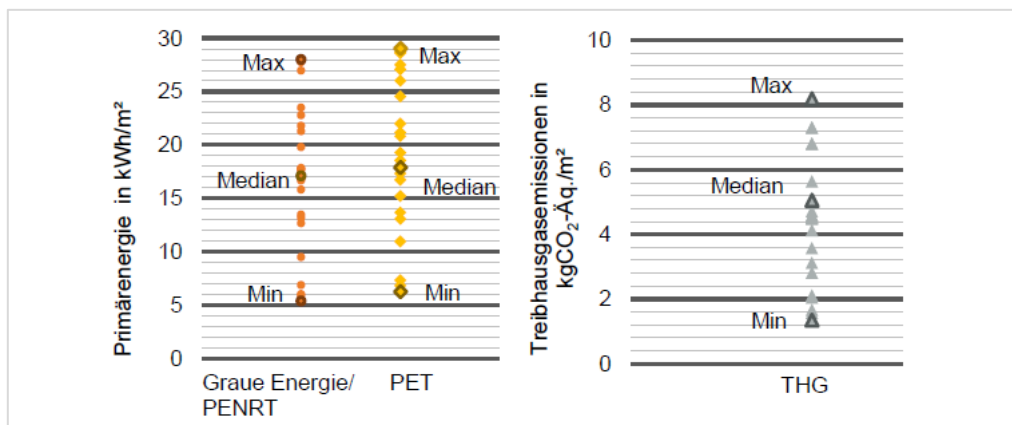 Primärenergie in kWh/m²
30
25
20
15
10
5
0
Max
Median
Min
Max
Median
Min
Graue Energie/
PENRT
PET
Treibhausgasemissionen in
kgCO₂-Äq./m²
10
8
6
4
2
0
Max
Median
Min
THG